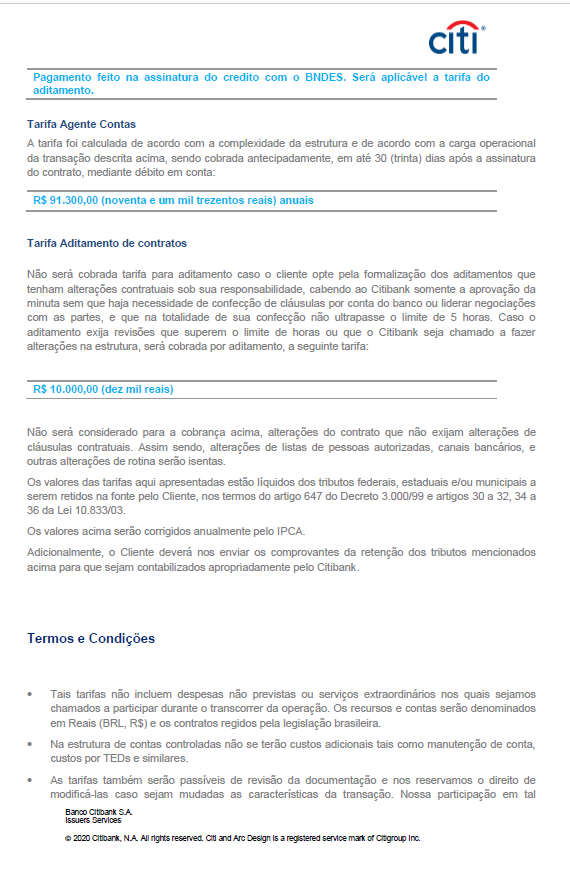 citi
Pagamento feito na assinatura do credito com o BNDES. Será aplicável a tarifa do
aditamento.
Tarifa Agente Contas
A tarifa foi calculada de acordo com a complexidade da estrutura e de acordo com a carga operacional
da transação descrita acima, sendo cobrada antecipadamente, em até 30 (trinta) dias após a assinatura
do contrato, mediante débito em conta:
R$ 91.300,00 (noventa e um mil trezentos reais) anuais
Tarifa Aditamento de contratos
Não será cobrada tarifa para aditamento caso o cliente opte pela formalização dos aditamentos que
tenham alterações contratuais sob sua responsabilidade, cabendo ao Citibank somente a aprovação da
minuta sem que haja necessidade de confecção de cláusulas por conta do banco ou liderar negociações
com as partes, e que na totalidade de sua confecção não ultrapasse o limite de 5 horas. Caso o
aditamento exija revisões que superem o limite de horas ou que o Citibank seja chamado a fazer
alterações na estrutura, será cobrada por aditamento, a seguinte tarifa:
R$ 10.000,00 (dez mil reais)
Não será considerado para a cobrança acima, alterações do contrato que não exijam alterações de
cláusulas contratuais. Assim sendo, alterações de listas de pessoas autorizadas, canais bancários, e
outras alterações de rotina serão isentas.
Os valores das tarifas aqui apresentadas estão líquidos dos tributos federais, estaduais e/ou municipais a
serem retidos na fonte pelo Cliente, nos termos do artigo 647 do Decreto 3.000/99 e artigos 30 a 32, 34 a
36 da Lei 10.833/03.
Os valores acima serão corrigidos anualmente pelo IPCA.
Adicionalmente, o Cliente deverá nos enviar os comprovantes da retenção dos tributos mencionados
acima para que sejam contabilizados apropriadamente pelo Citibank.
Termos e Condições
• Tais tarifas não incluem despesas não previstas ou serviços extraordinários nos quais sejamos
chamados a participar durante o transcorrer da operação. Os recursos e contas serão denominados
em Reais (BRL, R$) e os contratos regidos pela legislação brasileira.
• Na estrutura de contas controladas não se terão custos adicionais tais como manutenção de conta,
custos por TEDs e similares.
• As tarifas também serão passíveis de revisão da documentação e nos reservamos o direito de
modificá-las caso sejam mudadas as características da transação. Nossa participação em tal
Banco Citibank S.A.
Issuers Services
© 2020 Citibank, N.A. All rights reserved. Citi and Arc Design is a registered service mark of Citigroup Inc.